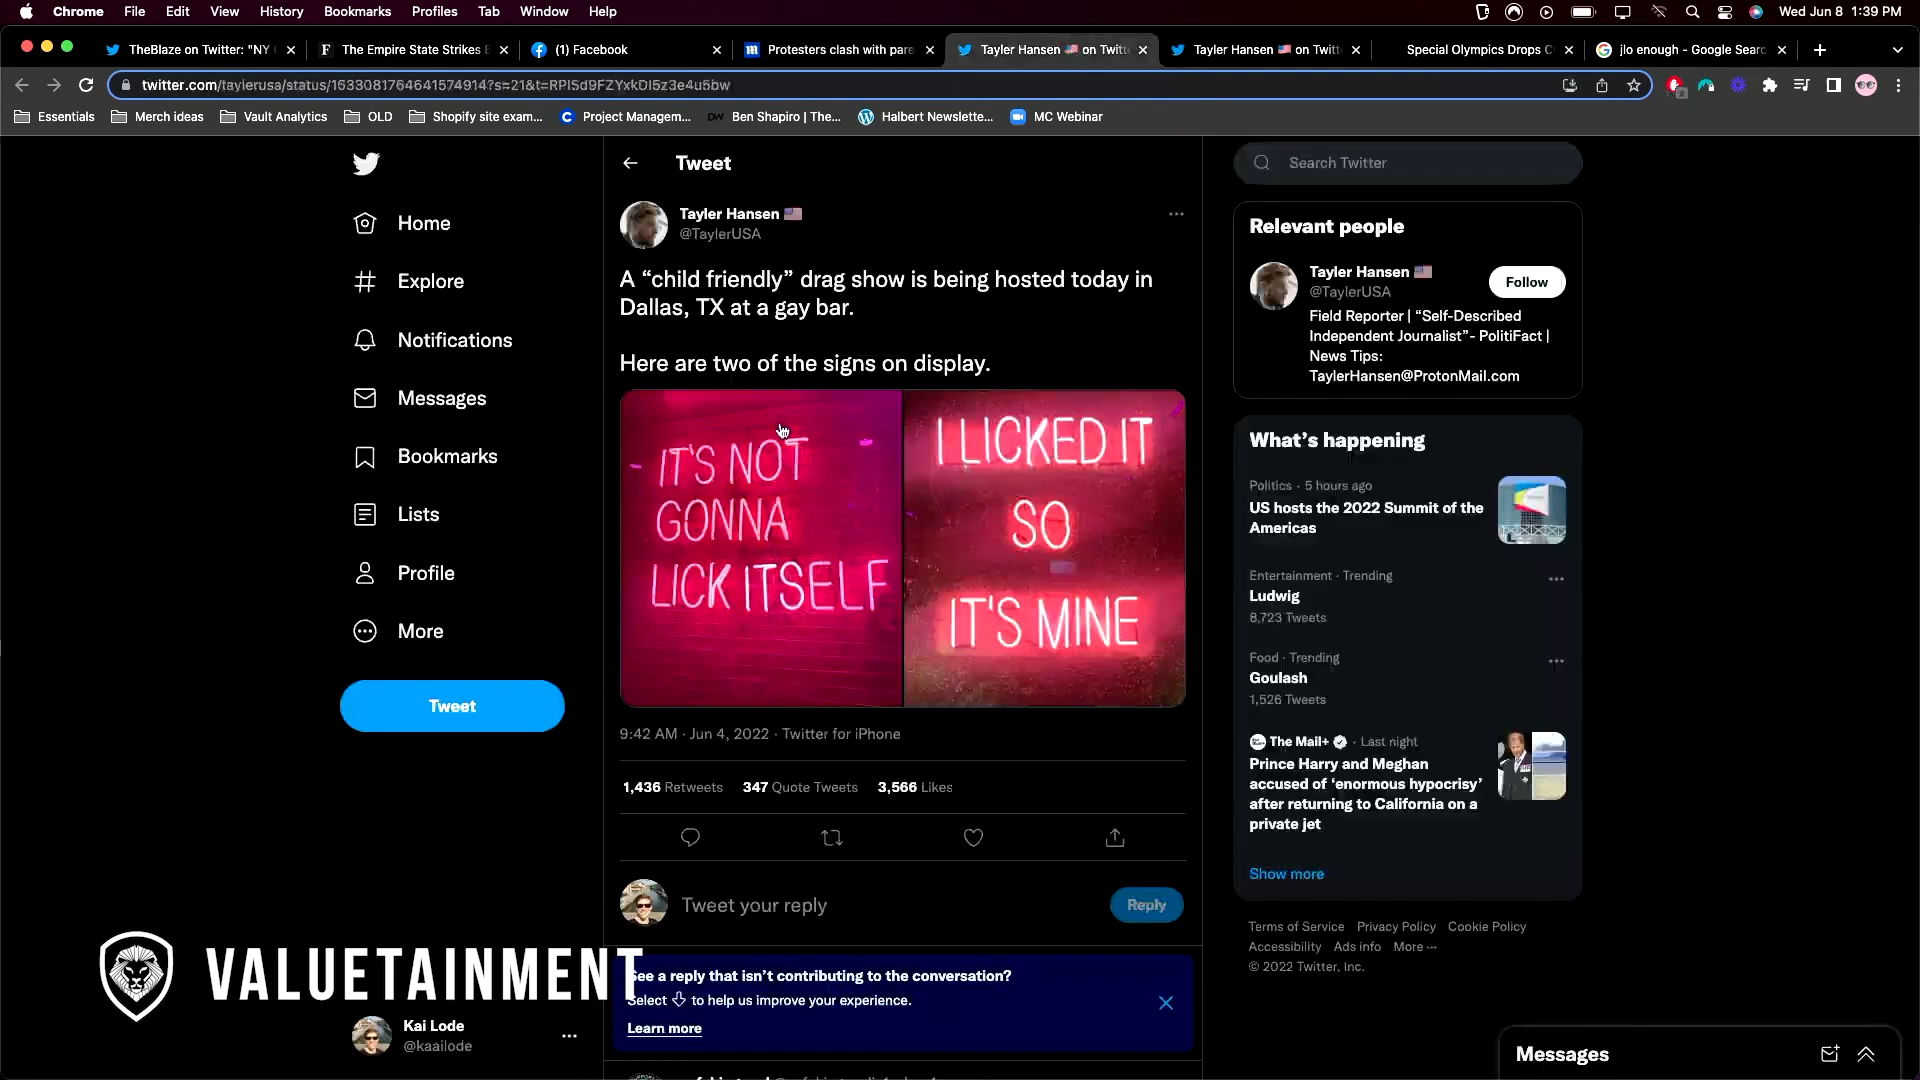 Chrome File Edit View History Bookmarks Profiles Tab Window Help Wed Jun 8 1:39 PM
TheBlaze on Twitter: "NY The Empire State Strikes (1) Facebook Protesters clash with pare Tayler Hansen on Twitt Tayler Hansen on Twitt Special Olympics Drops jlo enough - Google Searc
twitter.com/taylerusa/status/1533081764641574914?s=21&t=RPlSd9FZYxkDl5z3e4u5bw
Essentials Merch ideas Vault Analytics OLD Shopify site exam... Project Managem... DW Ben Shapiro | The... Halbert Newslette... MC Webinar
Tweet
Search Twitter
Home
Explore
Notifications
Messages
Bookmarks
Lists
Profile
More
Tweet
Tayler Hansen
@TaylerUSA
A “child friendly” drag show is being hosted today in
Dallas, TX at a gay bar.
Here are two of the signs on display.
IT'S NOT
GONNA
LICK ITSELF
I LICKED IT
SO
IT'S MINE
9:42 AM · Jun 4, 2022 · Twitter for iPhone
1,436 Retweets 347 Quote Tweets 3,566 Likes
Tweet your reply
Reply
See a reply that isn’t contributing to the conversation?
Select to help us improve your experience.
Learn more
Relevant people
Tayler Hansen
@TaylerUSA
Follow
Field Reporter | “Self-Described
Independent Journalist”- PolitiFact |
News Tips:
TaylerHansen@ProtonMail.com
What’s happening
Politics · 5 hours ago
US hosts the 2022 Summit of the
Americas
Entertainment · Trending
Ludwig
8,723 Tweets
Food · Trending
Goulash
1,526 Tweets
The Mail+ · Last night
Prince Harry and Meghan
accused of ‘enormous hypocrisy’
after returning to California on a
private jet
Show more
Terms of Service Privacy Policy Cookie Policy
Accessibility Ads info More ···
© 2022 Twitter, Inc.
VALUETAINMENT
Kai Lode
@kaailode
Messages